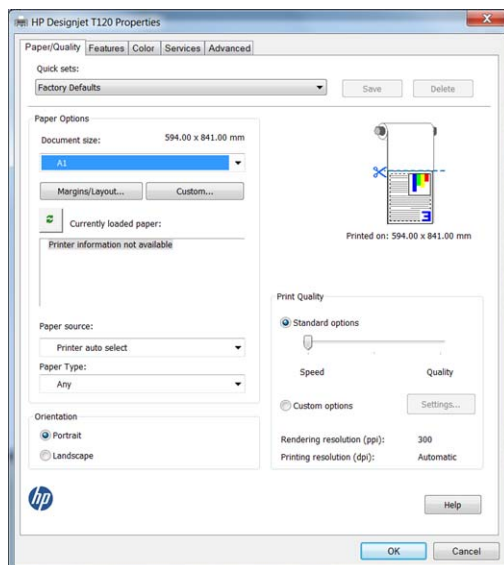 HP Designjet T120 Properties
Paper/Quality Features Color Services Advanced
Quick sets:
Factory Defaults
Save Delete
Paper Options
Document size: 594.00 x 841.00 mm
A1
Margins/Layout... Custom...
Currently loaded paper:
Printer information not available
Printed on: 594.00 x 841.00 mm
Paper source:
Printer auto select
Paper Type:
Any
Orientation
Portrait
Landscape
Print Quality
Standard options
Speed Quality
Custom options Settings...
Rendering resolution (ppi): 300
Printing resolution (dpi): Automatic
hp
Help
OK Cancel